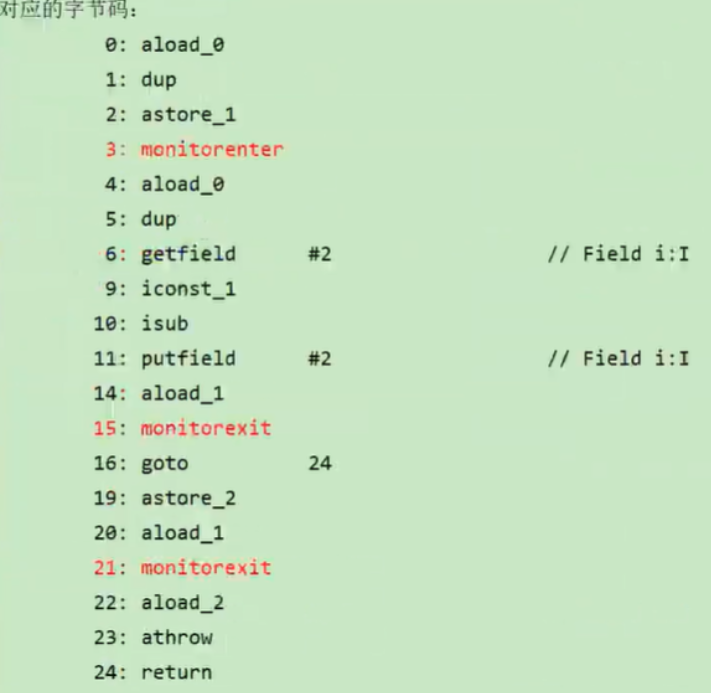 对应的字节码：
0: aload_0
1: dup
2: astore_1
3: monitorenter
4: aload_0
5: dup
6: getfield #2 // Field i:I
9: iconst_1
10: isub
11: putfield #2 // Field i:I
14: aload_1
15: monitorexit
16: goto 24
19: astore_2
20: aload_1
21: monitorexit
22: aload_2
23: athrow
24: return